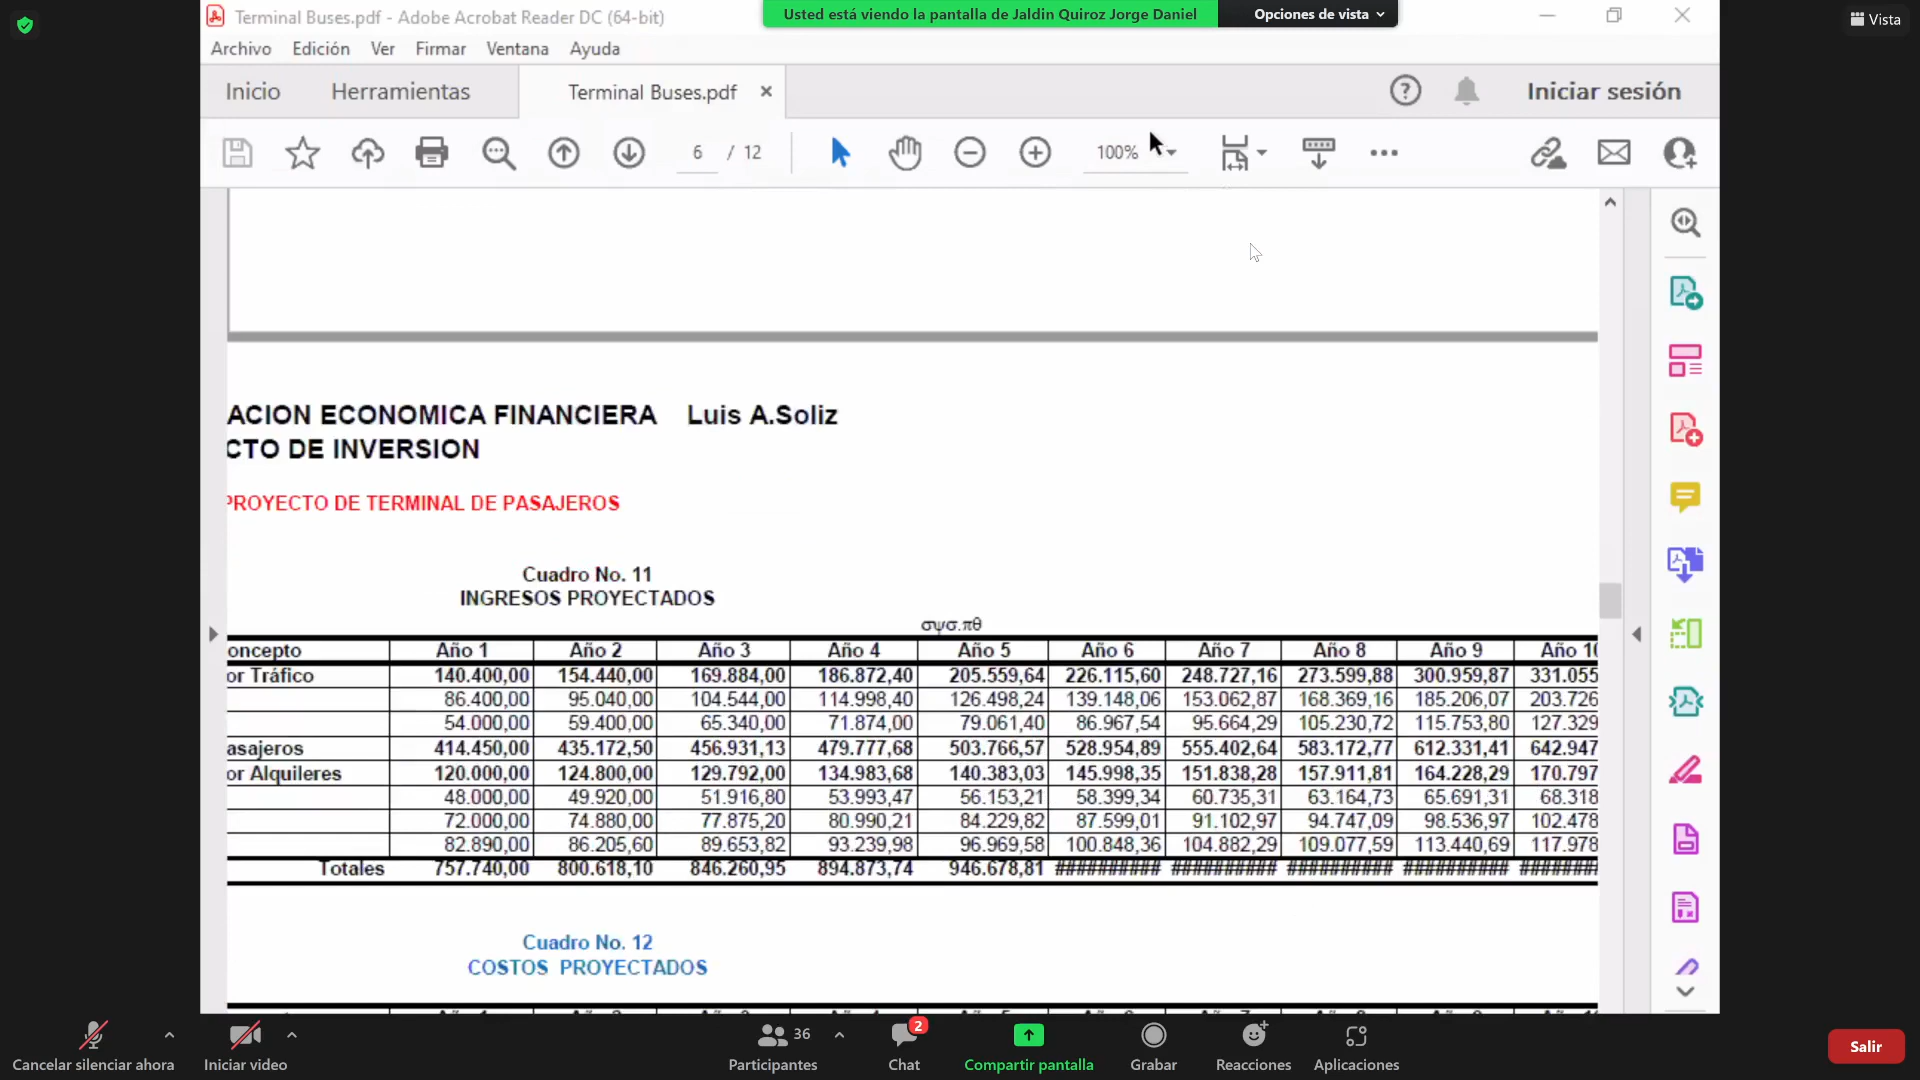 Terminal Buses.pdf - Adobe Acrobat Reader DC (64-bit)
Usted está viendo la pantalla de Jaldin Quiroz Jorge Daniel
Opciones de vista
Vista
Archivo Edición Ver Firmar Ventana Ayuda
Inicio Herramientas Terminal Buses.pdf Iniciar sesión
6 / 12 100%
ACION ECONOMICA FINANCIERA Luis A.Soliz
CTO DE INVERSION
PROYECTO DE TERMINAL DE PASAJEROS
Cuadro No. 11
INGRESOS PROYECTADOS
σψσ.πθ
oncepto Año 1 Año 2 Año 3 Año 4 Año 5 Año 6 Año 7 Año 8 Año 9 Año 10
or Tráfico 140.400,00 154.440,00 169.884,00 186.872,40 205.559,64 226.115,60 248.727,16 273.599,88 300.959,87 331.055
86.400,00 95.040,00 104.544,00 114.998,40 126.498,24 139.148,06 153.062,87 168.369,16 185.206,07 203.726
54.000,00 59.400,00 65.340,00 71.874,00 79.061,40 86.967,54 95.664,29 105.230,72 115.753,80 127.329
asajeros 414.450,00 435.172,50 456.931,13 479.777,68 503.766,57 528.954,89 555.402,64 583.172,77 612.331,41 642.947
or Alquileres 120.000,00 124.800,00 129.792,00 134.983,68 140.383,03 145.998,35 151.838,28 157.911,81 164.228,29 170.797
48.000,00 49.920,00 51.916,80 53.993,47 56.153,21 58.399,34 60.735,31 63.164,73 65.691,31 68.318
72.000,00 74.880,00 77.875,20 80.990,21 84.229,82 87.599,01 91.102,97 94.747,09 98.536,97 102.478
82.890,00 86.205,60 89.653,82 93.239,98 96.969,58 100.848,36 104.882,29 109.077,59 113.440,69 117.978
Totales 757.740,00 800.618,10 846.260,95 894.873,74 946.678,81 ########## ########## ########## ########## #######
Cuadro No. 12
COSTOS PROYECTADOS
36 2
Cancelar silenciar ahora Iniciar video Participantes Chat Compartir pantalla Grabar Reacciones Aplicaciones Salir